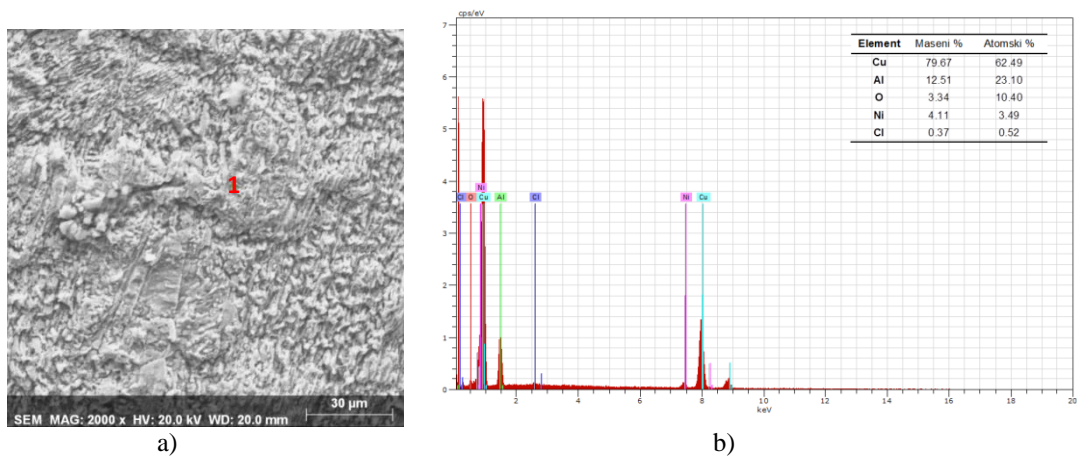 1
30 µm
SEM MAG: 2000 x HV: 20.0 kV WD: 20.0 mm
a)
cps/eV
7
6
5
4
3
2
1
0
Element Maseni % Atomski %
Cu 79.67 62.49
Al 12.51 23.10
O 3.34 10.40
Ni 4.11 3.49
Cl 0.37 0.52
Ni
Cl O Cu Al Cl Ni Cu
2 4 6 8 10 12 14 16 18 20
keV
b)